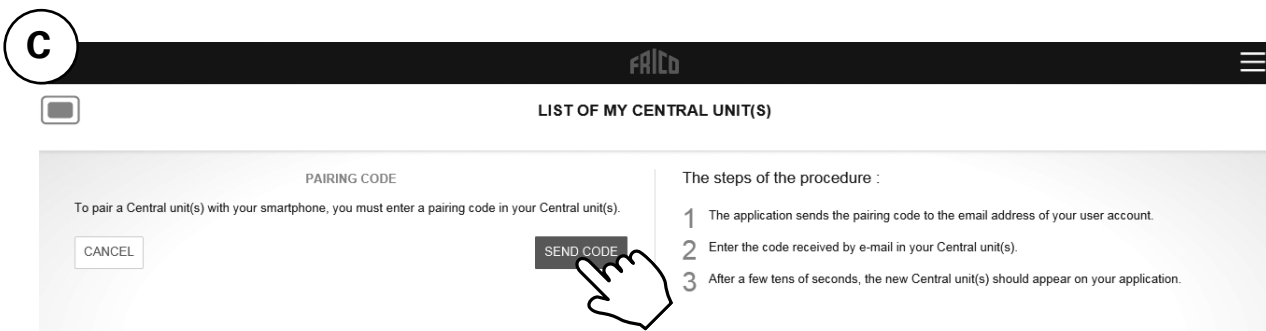 C
FRICO
LIST OF MY CENTRAL UNIT(S)
PAIRING CODE
To pair a Central unit(s) with your smartphone, you must enter a pairing code in your Central unit(s).
CANCEL
SEND CODE
The steps of the procedure :
1 The application sends the pairing code to the email address of your user account.
2 Enter the code received by e-mail in your Central unit(s).
3 After a few tens of seconds, the new Central unit(s) should appear on your application.